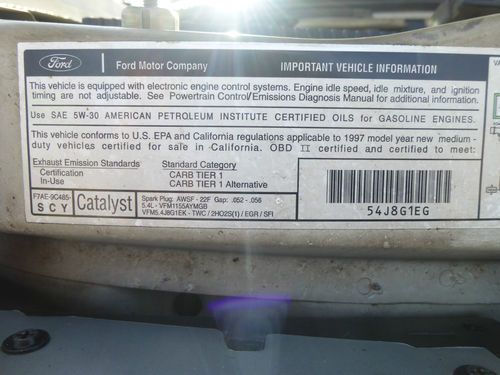 Ford
Ford Motor Company
IMPORTANT VEHICLE INFORMATION
This vehicle is equipped with electronic engine control systems. Engine idle speed, idle mixture, and ignition
timing are not adjustable. See Powertrain Control/Emissions Diagnosis Manual for additional information.
Use SAE 5W-30 AMERICAN PETROLEUM INSTITUTE CERTIFIED OILS for GASOLINE ENGINES.
This vehicle conforms to U.S. EPA and California regulations applicable to 1997 model year new medium-
duty vehicles certified for sale in California. OBD II certified and certified to meet:
Exhaust Emission Standards Standard Category
Certification CARB TIER 1
In-Use CARB TIER 1 Alternative
F7AE-9C485-
SCY
Catalyst
Spark Plug: AWSF - 22F Gap: .052 - .056
5.4L - VFM1155AYMGB
VFM5.4J8G1EK - TWC / 2HO2S(1) / EGR / SFI
54J8G1EG
VA